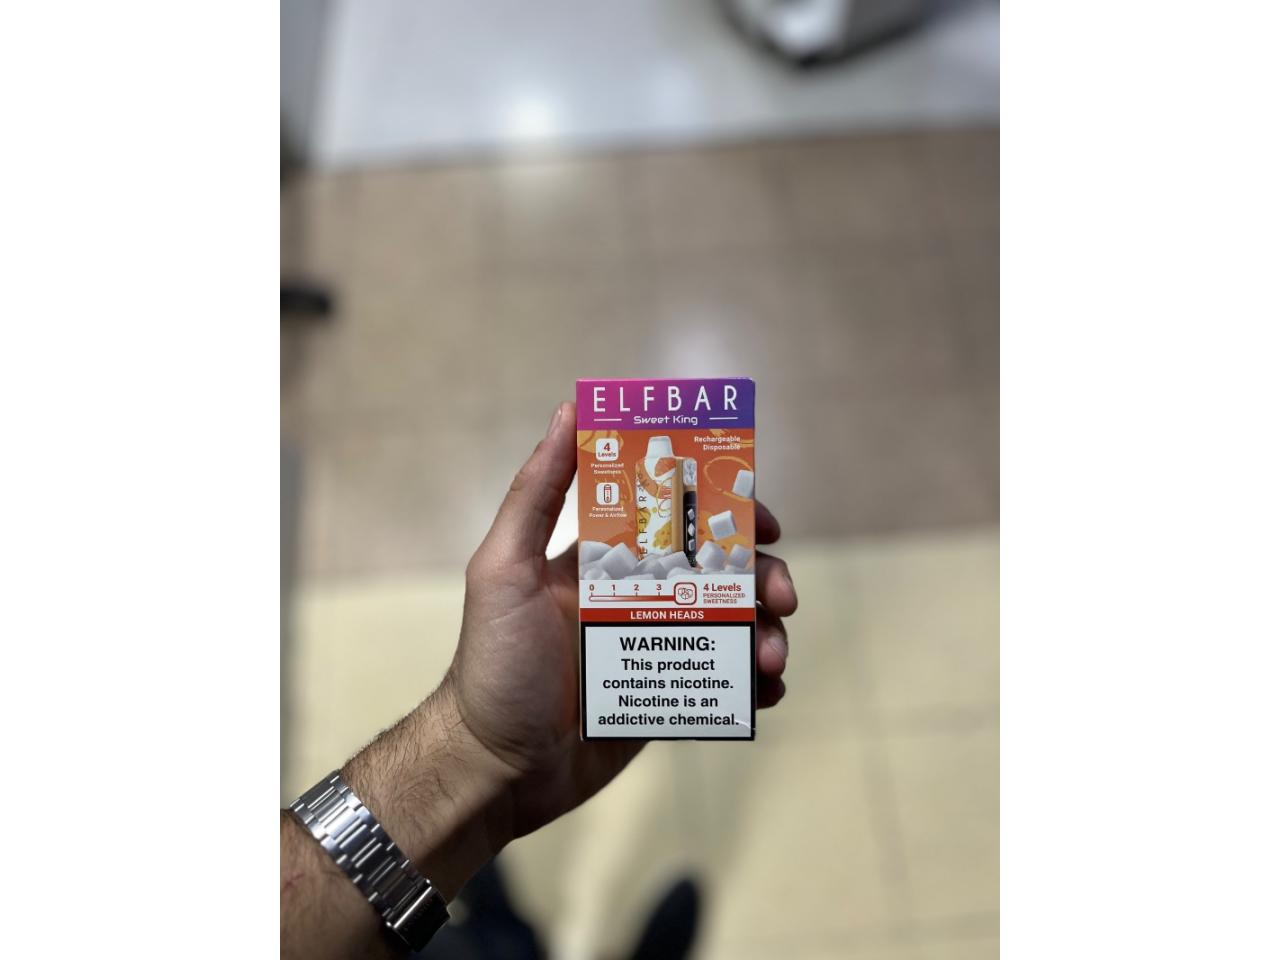 ELFBAR
Sweet King
4
Levels
Personalized
Sweetness
Rechargeable
Disposable
Personalized
Power & Airflow
ELFBAR
0 1 2 3
4 Levels
PERSONALIZED
SWEETNESS
LEMON HEADS
WARNING:
This product
contains nicotine.
Nicotine is an
addictive chemical.